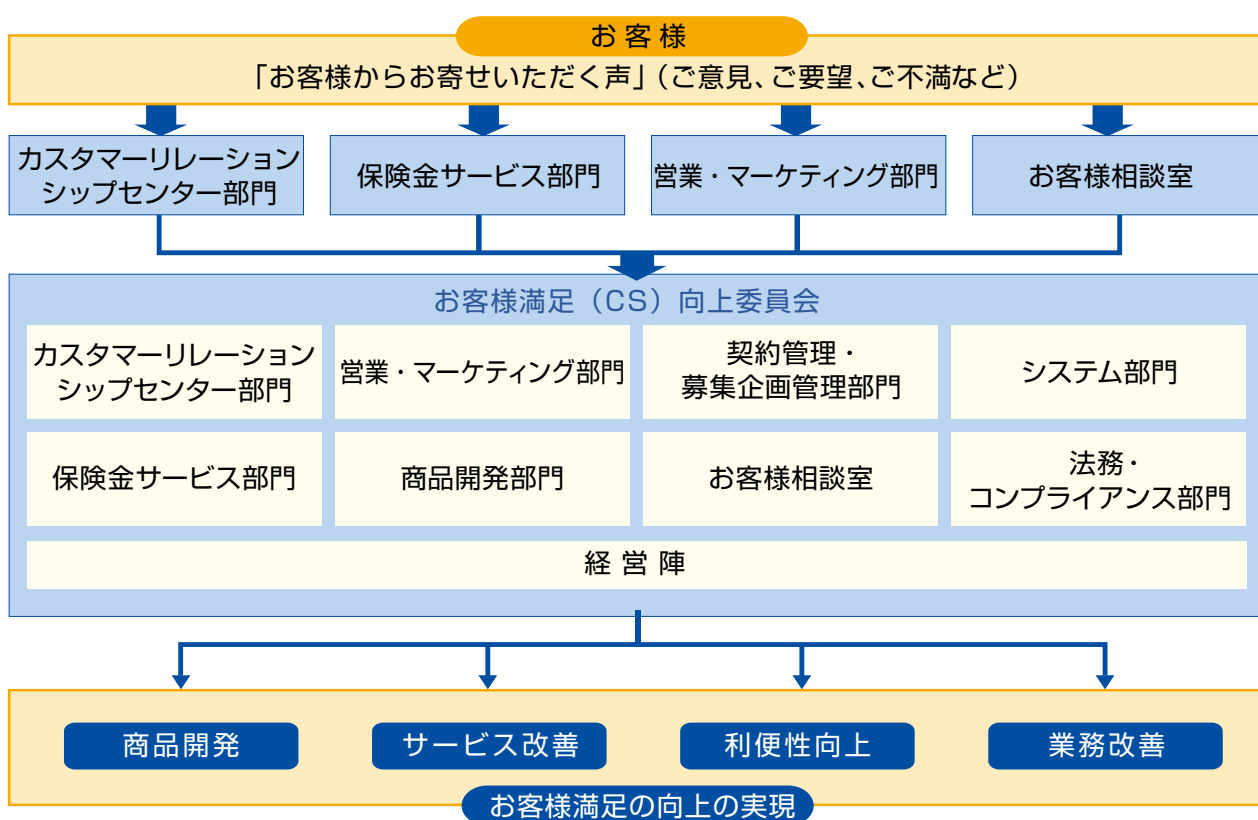 お客様
「お客様からお寄せいただく声」（ご意見、ご要望、ご不満など）
カスタマーリレーション
シップセンター部門
保険金サービス部門
営業・マーケティング部門
お客様相談室
お客様満足（CS）向上委員会
カスタマーリレーション
シップセンター部門
営業・マーケティング部門
契約管理・
募集企画管理部門
システム部門
保険金サービス部門
商品開発部門
お客様相談室
法務・
コンプライアンス部門
経営陣
商品開発
サービス改善
利便性向上
業務改善
お客様満足の向上の実現